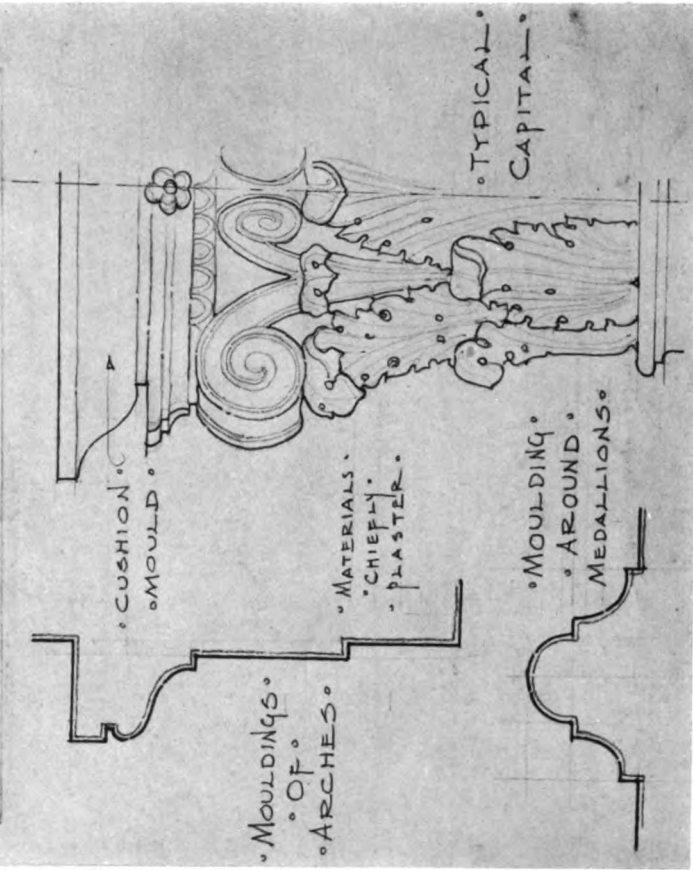 ◦TYPICAL◦
CAPITAL◦
◦CUSHION◦
◦MOULD◦
◦MATERIALS◦
◦CHIEFLY◦
◦PLASTER◦
◦MOULDING◦
◦AROUND◦
MEDALLIONS◦
◦MOULDINGS◦
◦OF◦
◦ARCHES◦